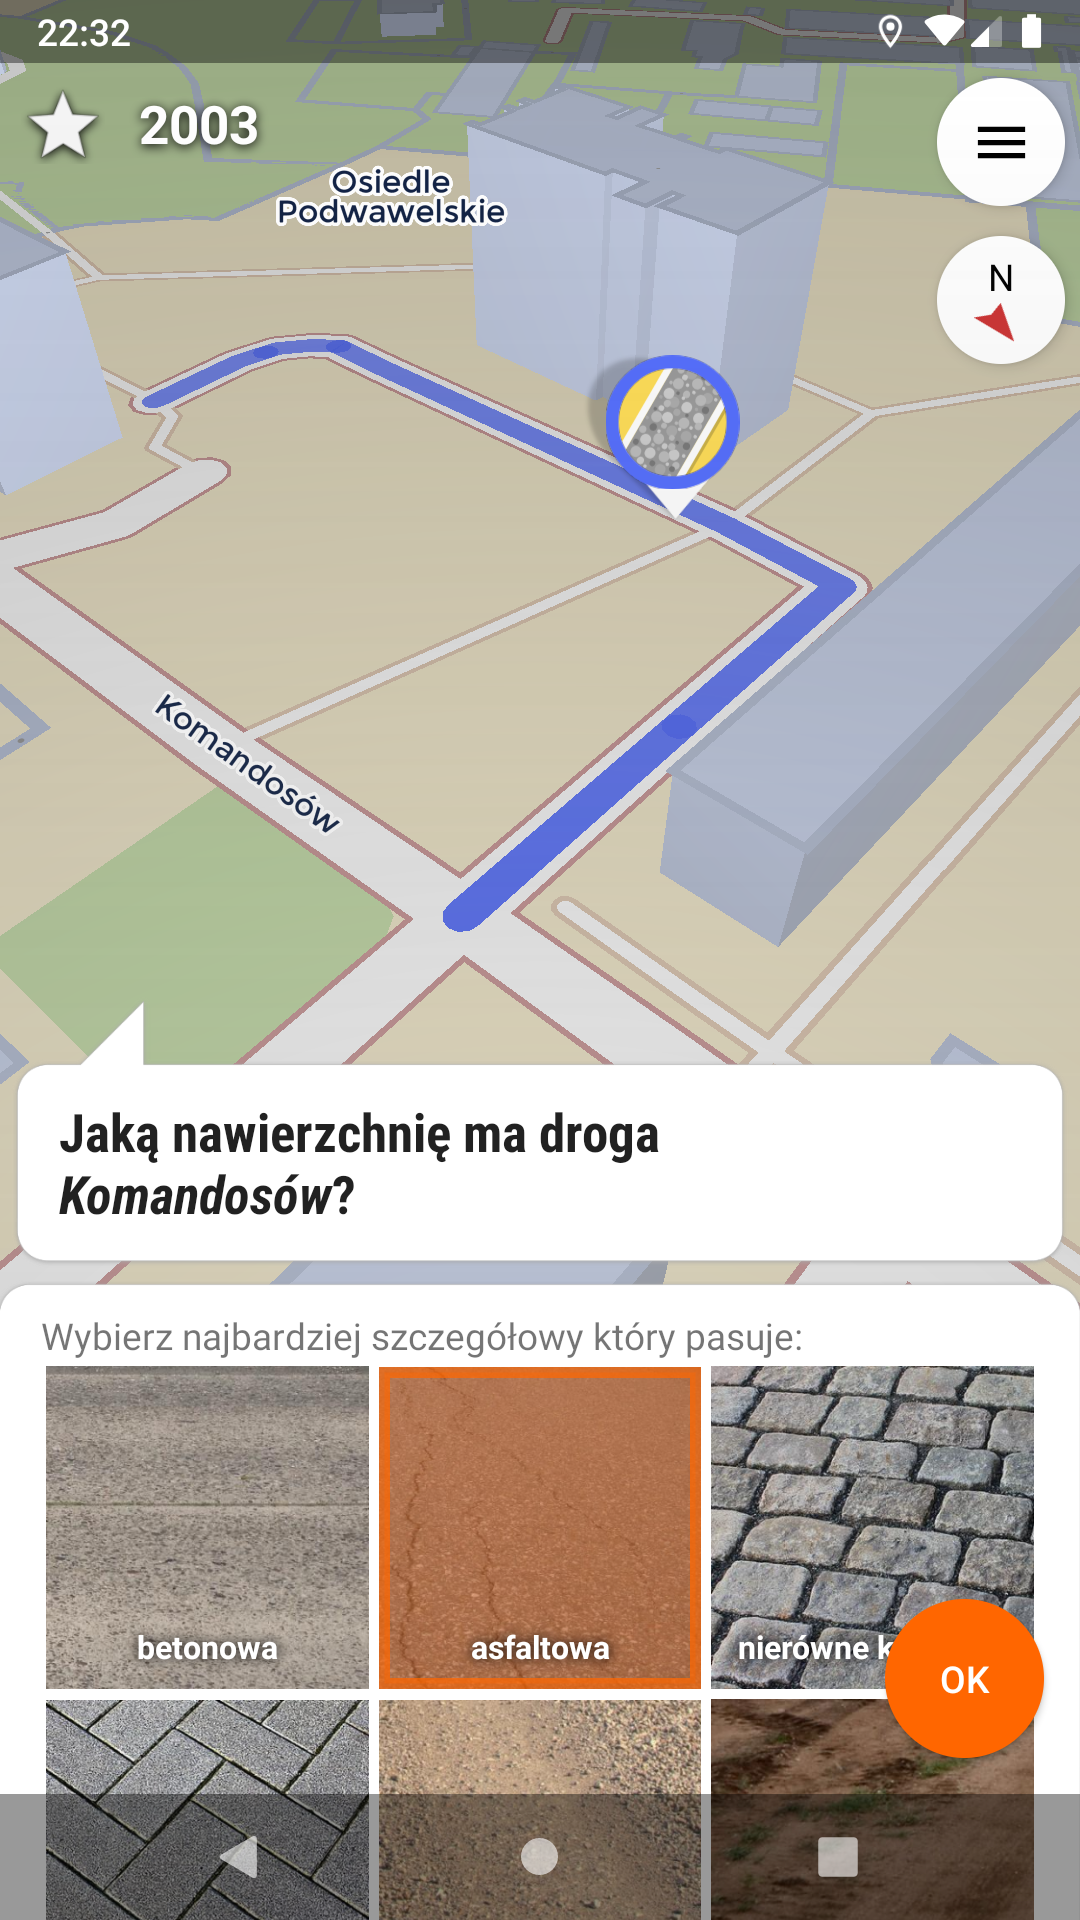 22:32
2003
N
Osiedle
Podwawelskie
Komandosów
Jaką nawierzchnię ma droga
Komandosów?
Wybierz najbardziej szczegółowy który pasuje:
betonowa
asfaltowa
nierówne
OK